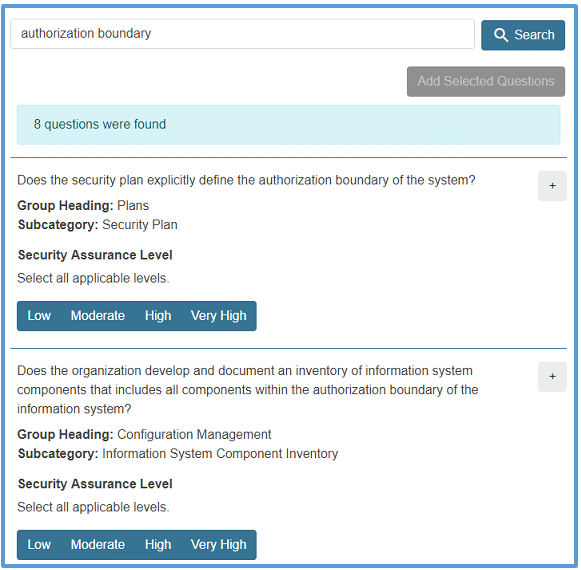 authorization boundary
Search
Add Selected Questions
8 questions were found
Does the security plan explicitly define the authorization boundary of the system?
+
Group Heading: Plans
Subcategory: Security Plan
Security Assurance Level
Select all applicable levels.
Low Moderate High Very High
Does the organization develop and document an inventory of information system
components that includes all components within the authorization boundary of the
information system?
+
Group Heading: Configuration Management
Subcategory: Information System Component Inventory
Security Assurance Level
Select all applicable levels.
Low Moderate High Very High